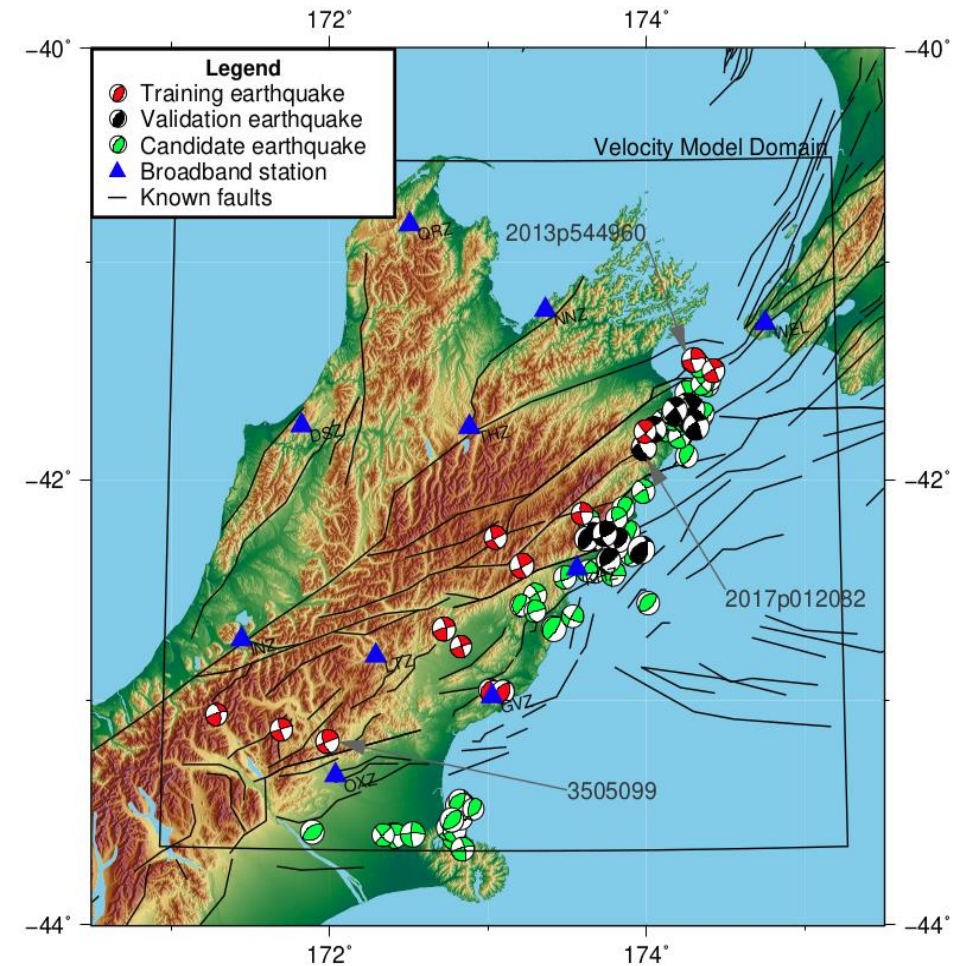 172˚ 174˚
−40˚ −40˚
Legend
Training earthquake
Validation earthquake
Candidate earthquake
Broadband station
Known faults
Velocity Model Domain
QRZ
2013p544960
NNZ
WEL
DSZ
THZ
−42˚ −42˚
2017p012082
INZ
LTZ
GVZ
3505099
OXZ
−44˚ −44˚
172˚ 174˚